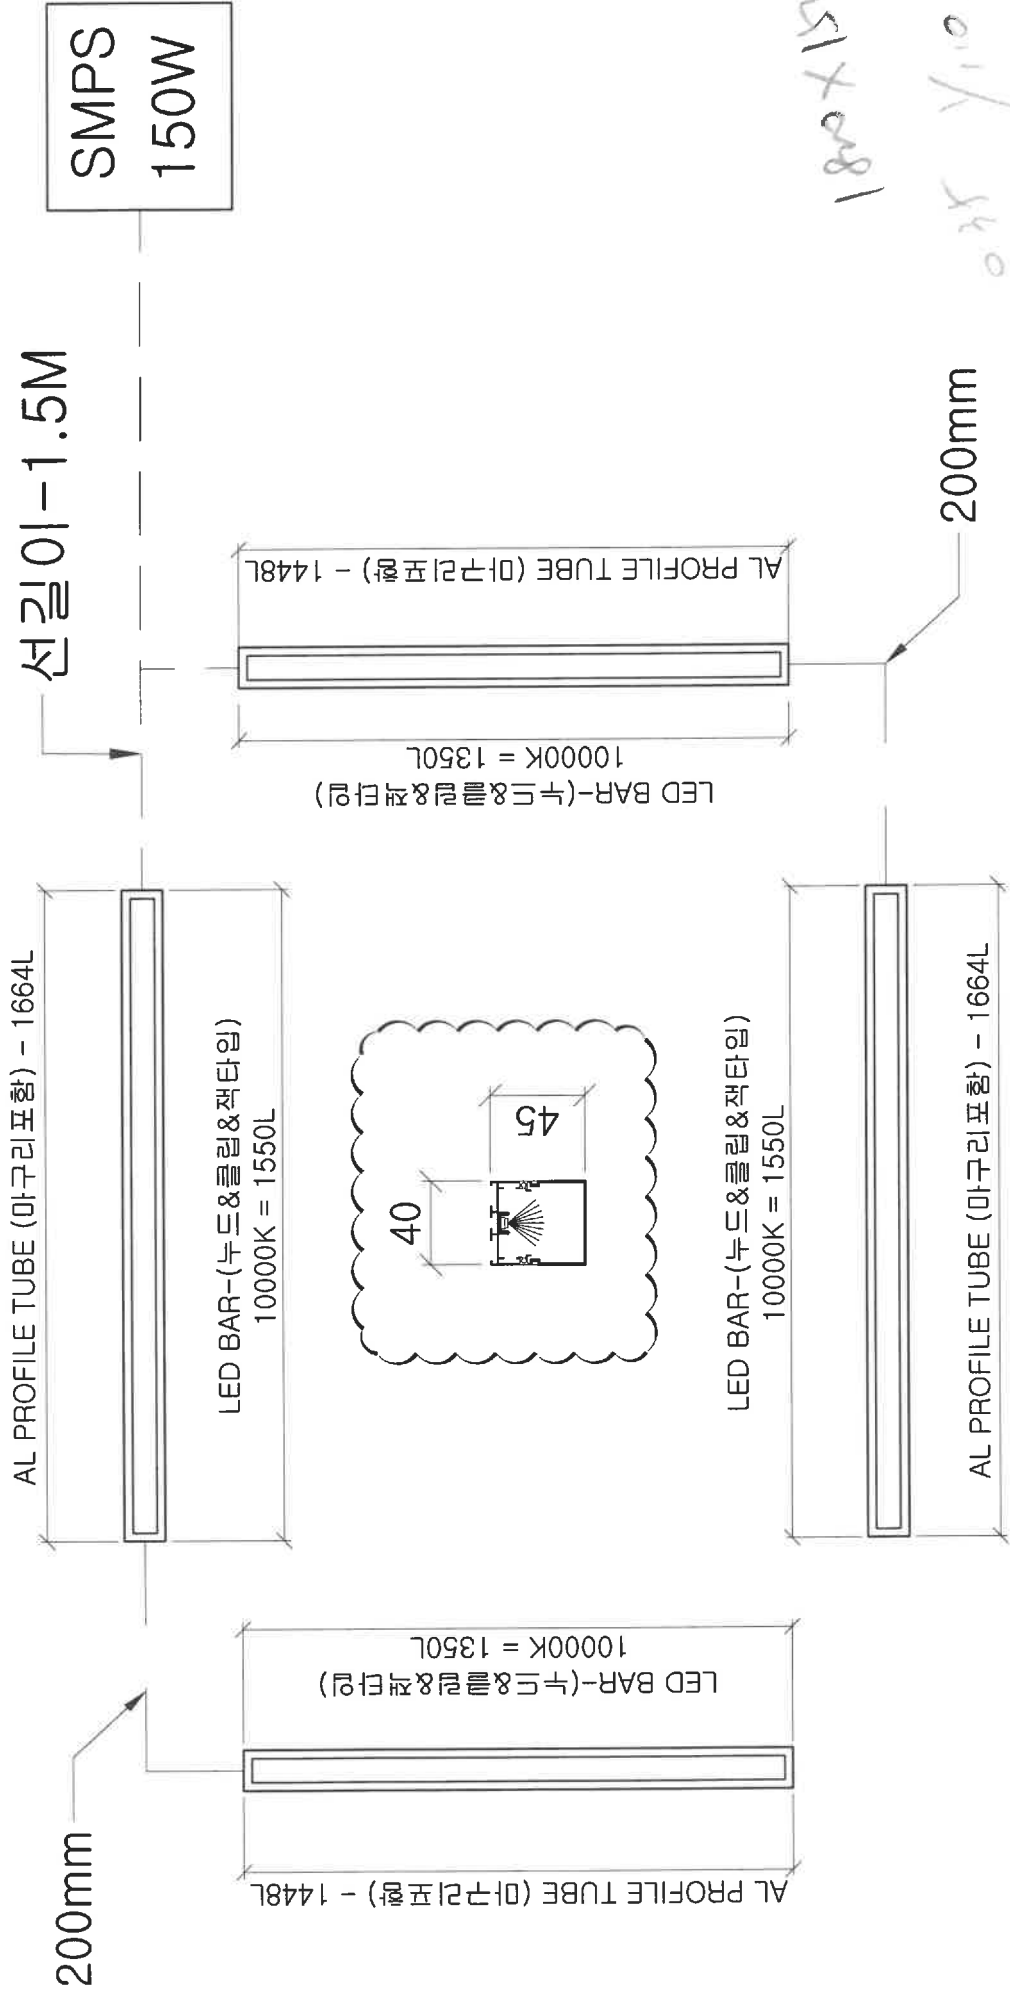 SMPS
150W
선길이-1.5M
200mm
AL PROFILE TUBE (마구리포함) - 1664L
LED BAR-(누드&클립&잭타입)
10000K = 1550L
AL PROFILE TUBE (마구리포함) - 1448L
LED BAR-(누드&클립&잭타입)
10000K = 1350L
40
45
LED BAR-(누드&클립&잭타입)
10000K = 1350L
AL PROFILE TUBE (마구리포함) - 1448L
LED BAR-(누드&클립&잭타입)
10000K = 1550L
AL PROFILE TUBE (마구리포함) - 1664L
200mm